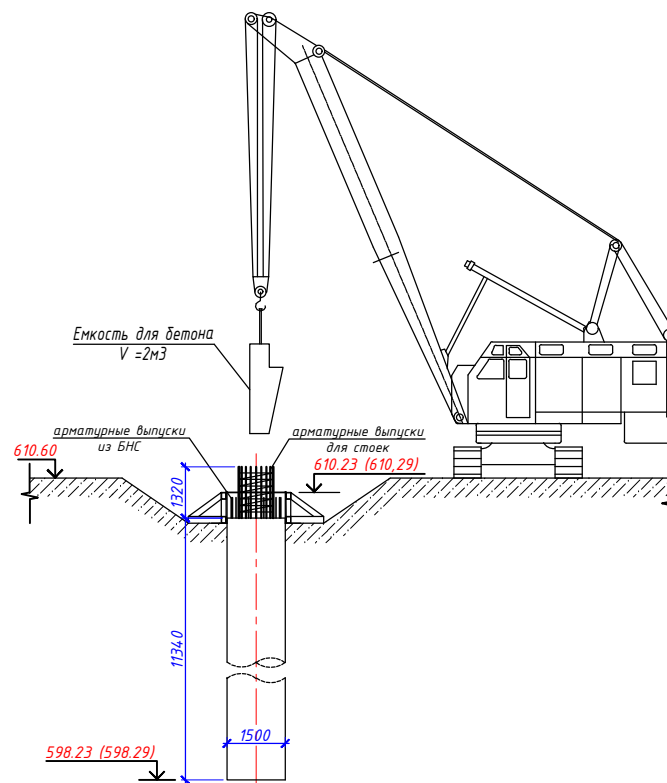 Емкость для бетона
V =2м3
арматурные выпуски
из БНС
арматурные выпуски
для стоек
610.60
610.23 (610,29)
1320
11340
1500
598.23 (598.29)